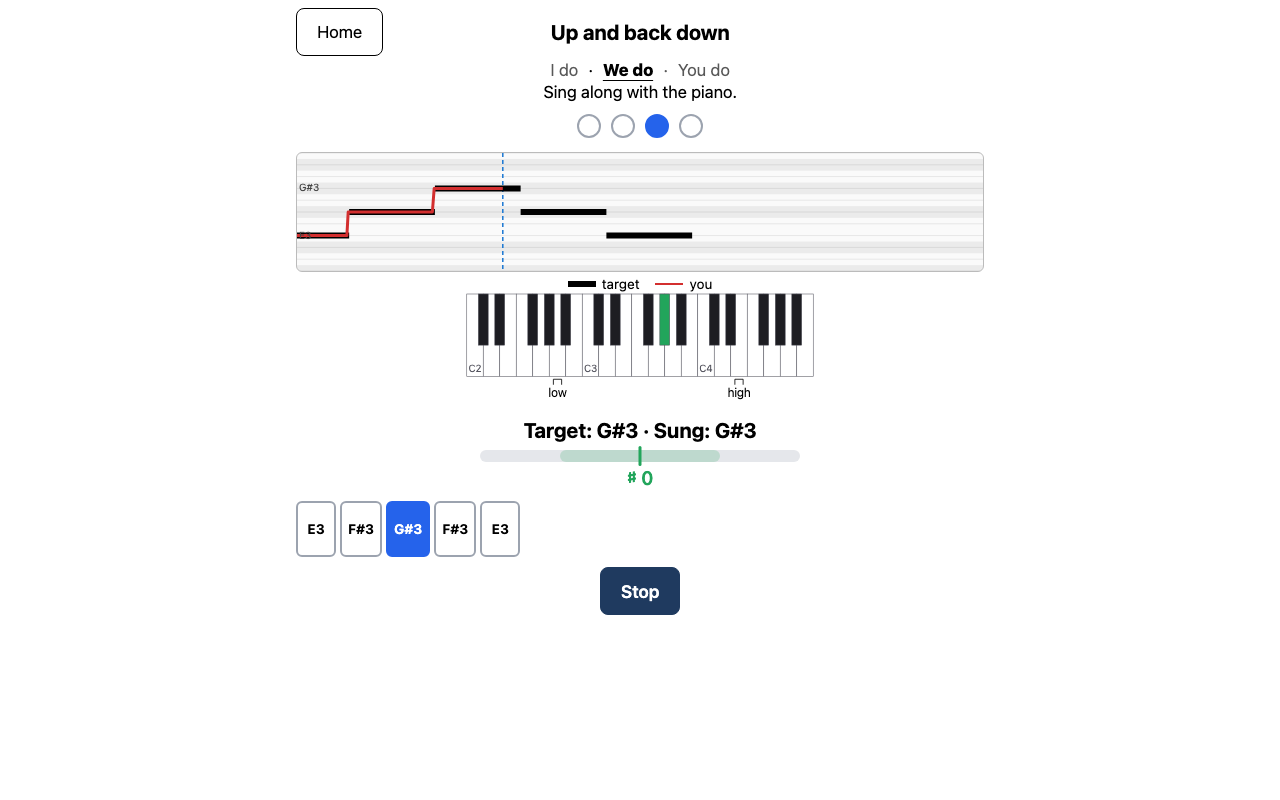 Home
Up and back down
I do · We do · You do
Sing along with the piano.
G#3
E3
target you
C2 C3 C4
low high
Target: G#3 · Sung: G#3
♯ 0
E3 F#3 G#3 F#3 E3
Stop